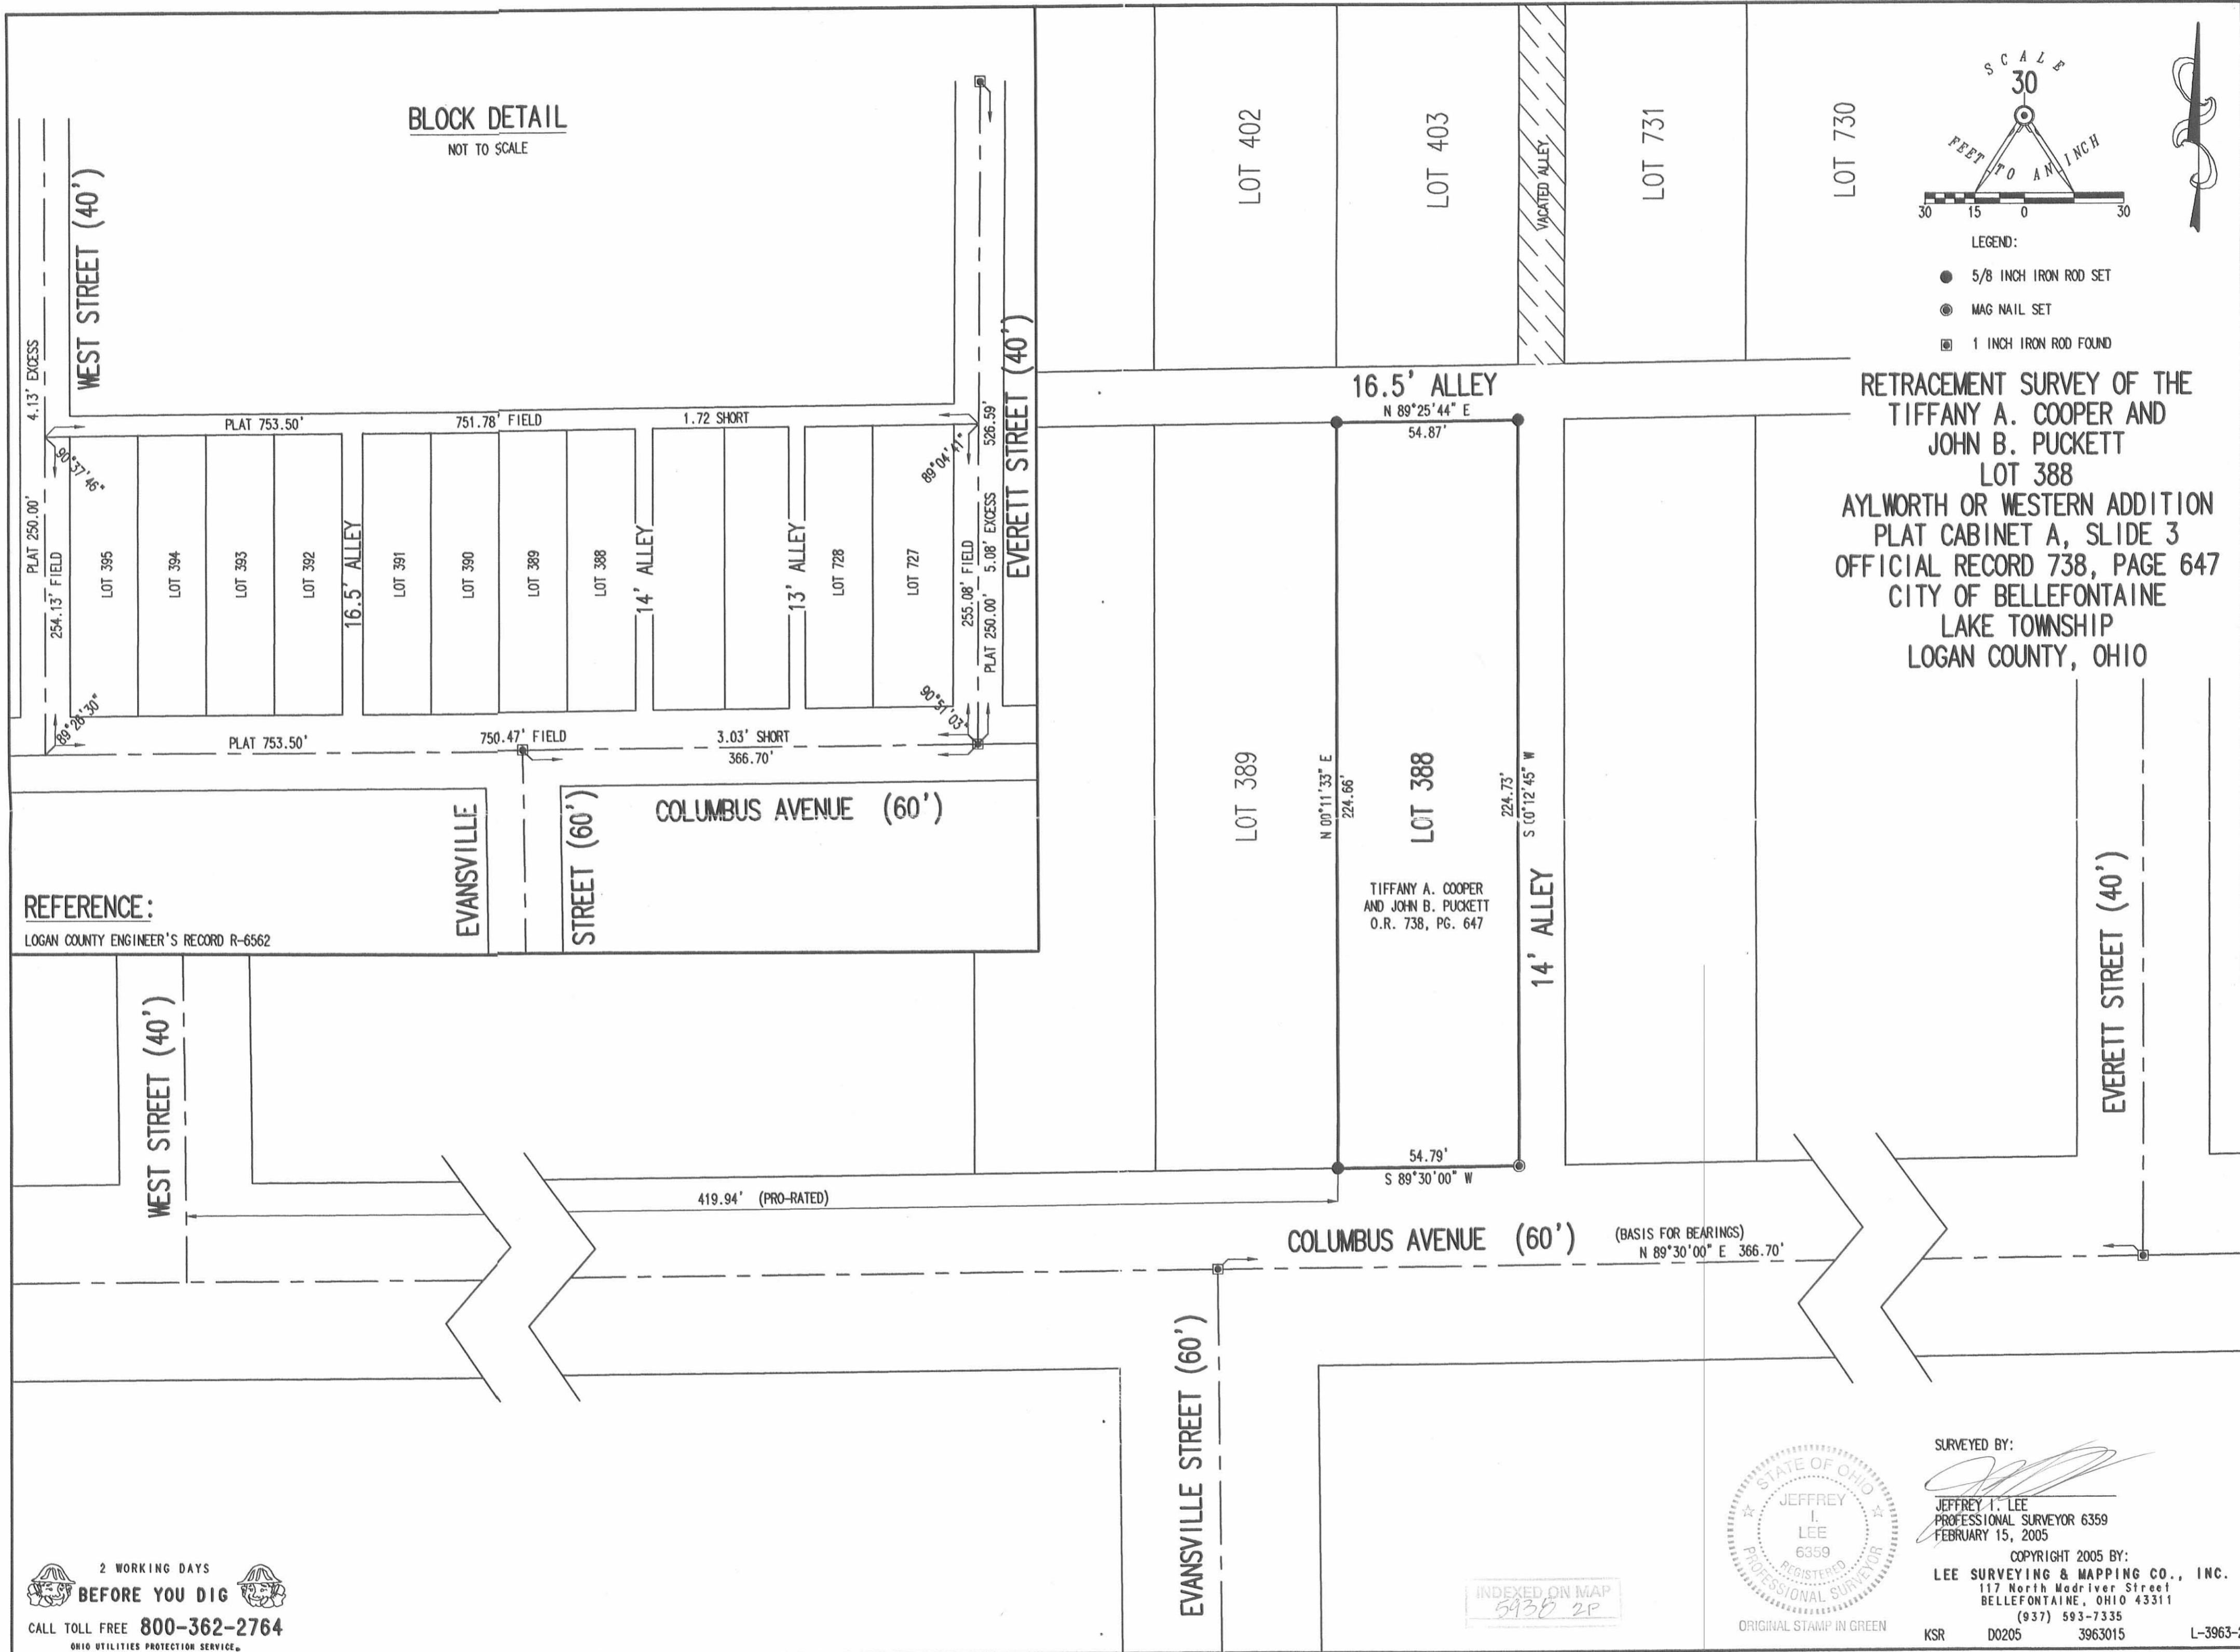 BLOCK DETAIL
NOT TO SCALE
WEST STREET (40')
4.13' EXCESS
PLAT 250.00'
254.13' FIELD
PLAT 753.50'
751.78' FIELD
1.72 SHORT
90°37'46"
89°04'41"
526.59'
EVERETT STREET (40')
LOT 395
LOT 394
LOT 393
LOT 392
16.5' ALLEY
LOT 391
LOT 390
LOT 389
LOT 388
14' ALLEY
13' ALLEY
LOT 728
LOT 727
255.08' FIELD
PLAT 250.00'
5.08' EXCESS
90°51'03"
PLAT 753.50'
750.47' FIELD
3.03' SHORT
366.70'
EVANSVILLE
STREET (60')
COLUMBUS AVENUE (60')
REFERENCE:
LOGAN COUNTY ENGINEER'S RECORD R-6562
LOT 402
LOT 403
VACATED ALLEY
LOT 731
LOT 730
SCALE
30
FEET TO AN INCH
30 15 0 30
LEGEND:
5/8 INCH IRON ROD SET
MAG NAIL SET
1 INCH IRON ROD FOUND
RETRACEMENT SURVEY OF THE
TIFFANY A. COOPER AND
JOHN B. PUCKETT
LOT 388
AYLWORTH OR WESTERN ADDITION
PLAT CABINET A, SLIDE 3
OFFICIAL RECORD 738, PAGE 647
CITY OF BELLEFONTAINE
LAKE TOWNSHIP
LOGAN COUNTY, OHIO
16.5' ALLEY
N 89°25'44" E
54.87'
LOT 389
N 00°11'33" E
224.66'
LOT 388
224.73'
S 00°12'45" W
TIFFANY A. COOPER
AND JOHN B. PUCKETT
O.R. 738, PG. 647
14' ALLEY
EVERETT STREET (40')
54.79'
S 89°30'00" W
WEST STREET (40')
419.94' (PRO-RATED)
COLUMBUS AVENUE (60')
(BASIS FOR BEARINGS)
N 89°30'00" E 366.70'
EVANSVILLE STREET (60')
2 WORKING DAYS
BEFORE YOU DIG
CALL TOLL FREE 800-362-2764
OHIO UTILITIES PROTECTION SERVICE
INDEXED ON MAP
2P
STATE OF OHIO
JEFFREY
I.
LEE
6359
REGISTERED
PROFESSIONAL SURVEYOR
ORIGINAL STAMP IN GREEN
SURVEYED BY:
JEFFREY I. LEE
PROFESSIONAL SURVEYOR 6359
FEBRUARY 15, 2005
COPYRIGHT 2005 BY:
LEE SURVEYING & MAPPING CO., INC.
117 North Madriver Street
BELLEFONTAINE, OHIO 43311
(937) 593-7335
KSR D0205 3963015